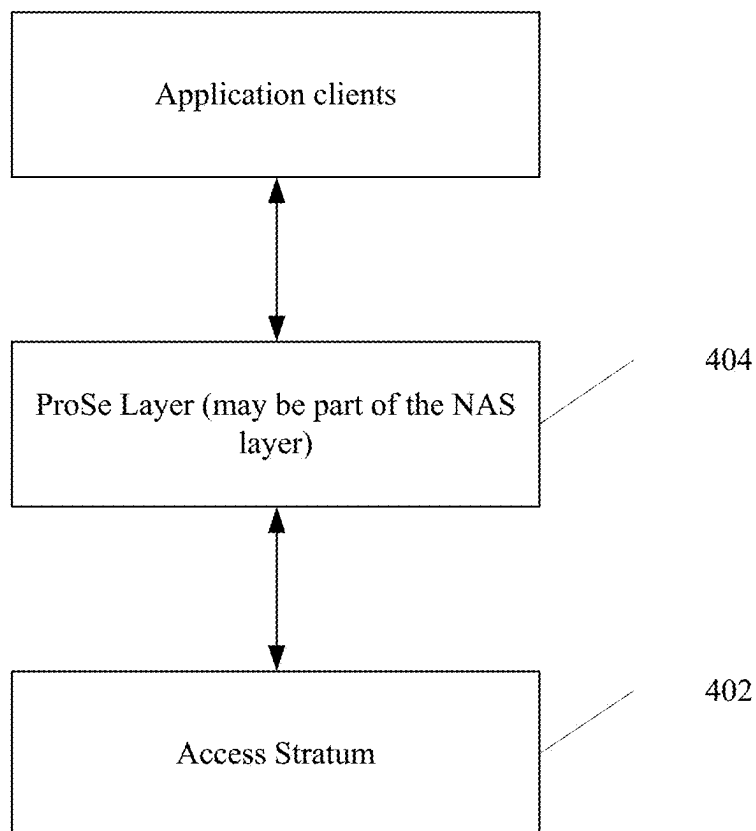 Application clients
404
ProSe Layer (may be part of the NAS
layer)
402
Access Stratum